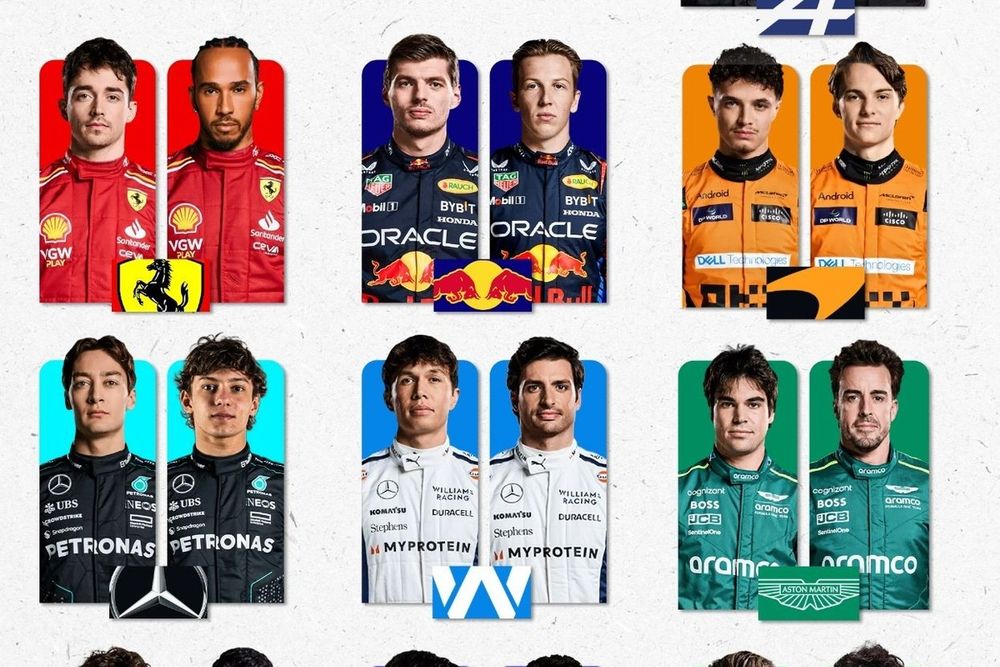 Shell
VGW
PLAY
Santander
Shell
VGW
PLAY
Santander
CEVA
TAG
HEUER
RAUCH
Mobil 1
BYBIT
HONDA
ORACLE
Red Bull
TAG
HEUER
RAUCH
Mobil 1
BYBIT
HONDA
ORACLE
Red Bull
Android
McLaren
DP WORLD
CISCO
DELL Technologies
Android
McLaren
DP WORLD
CISCO
DELL Technologies
UBS
PETRONAS
CROWDSTRIKE
INEOS
Snapdragon
PETRONAS
UBS
PETRONAS
CROWDSTRIKE
INEOS
Snapdragon
PETRONAS
WILLIAMS
RACING
KOMATSU
DURACELL
Stephens
MYPROTEIN
WILLIAMS
RACING
KOMATSU
DURACELL
Stephens
MYPROTEIN
aramco
cognizant
BOSS
JCB
SentinelOne
aramco
aramco
cognizant
BOSS
JCB
SentinelOne
aramco
ASTON MARTIN